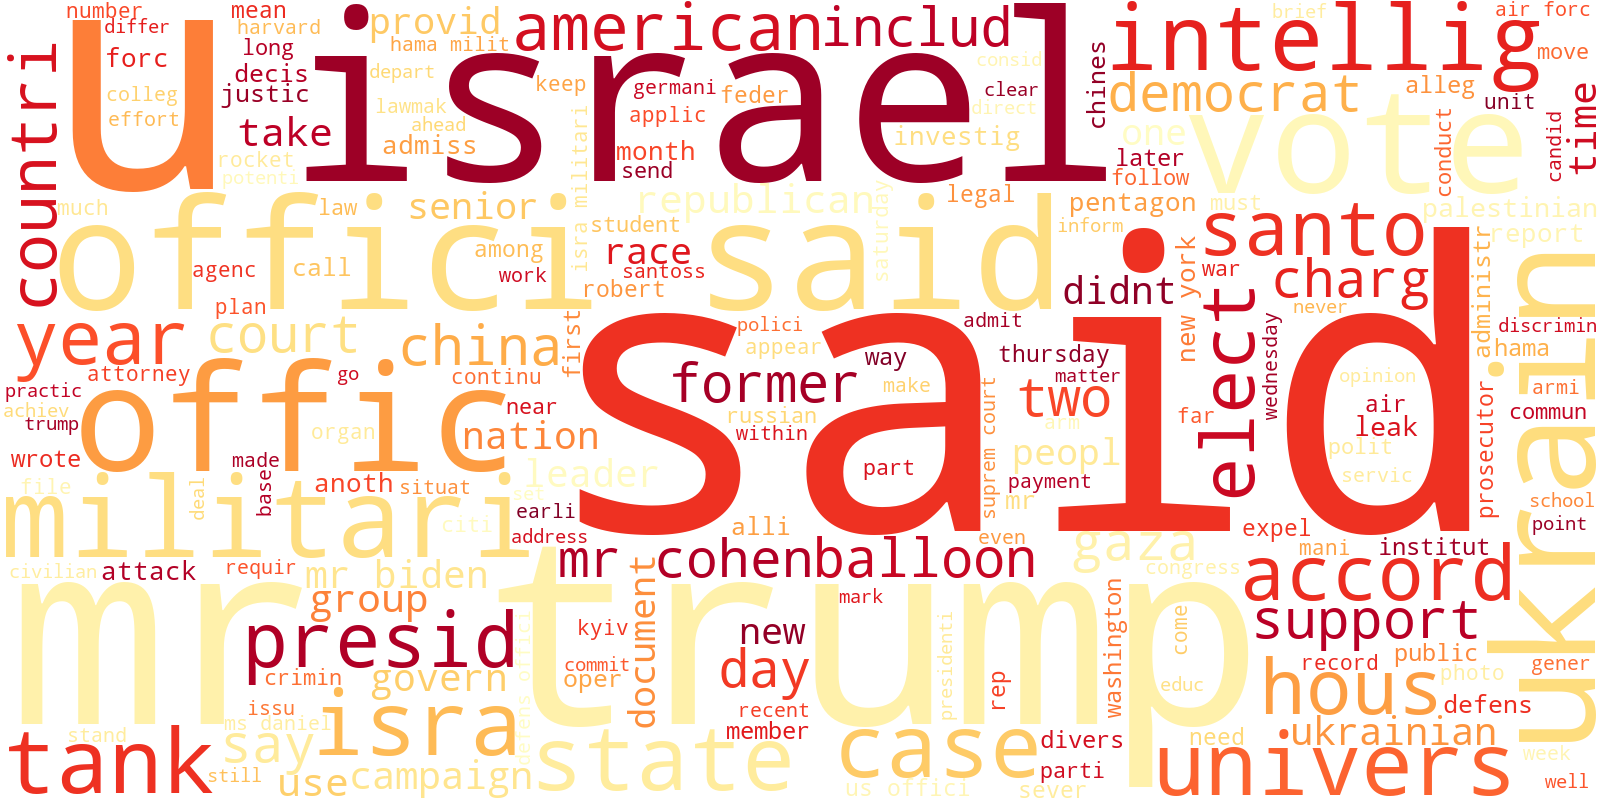 number
mean
differ
harvard
provid
hama milit
american
includ
intellig
brief
air forc
u
israel
countri
forc
long
decis
justic
take
colleg
effort
depart
lawmak
ahead
admiss
keep
germani
applic
feder
month
send
consid
clear
direct
investig
chines
democrat
alleg
move
unit
time
one
vote
later
follow
conduct
candid
rocket
potenti
much
law
senior
among
call
agenc
plan
offici said
isra militari
republican
student
race
santoss
robert
work
saturday
legal
inform
pentagon
must
palestinian
report
santo
charg
war
new york
administr
didnt
year
court
china
first
attorney
go
continu
practic
achiev
trump
offic
organ
near
nation
wrote
file
made
base
deal
anoth
situat
leader
set
citi
earli
address
said
polici
appear
former
way
make
russian
within
part
admit
thursday
matter
two
arm
suprem court
peopl
payment
mr
even
far
elect
wednesday
never
opinion
air
leak
polit
servic
prosecutor
discrimin
hama
armi
commun
school
point
ukrain
militari
civilian
attack
requir
mr biden
group
alli
mr cohen
balloon
gaza
congress
expel
mani
institut
accord
support
mr trump
presid
crimin
govern
issu
ms daniel
defens offici
kyiv
commit
oper
document
new
day
recent
member
mark
presidenti
rep
washington
come
educ
record
public
photo
gener
hous
defens
tank
stand
still
say
isra
use
campaign
state
case
us offici
sever
divers
parti
need
ukrainian
univers
week
well